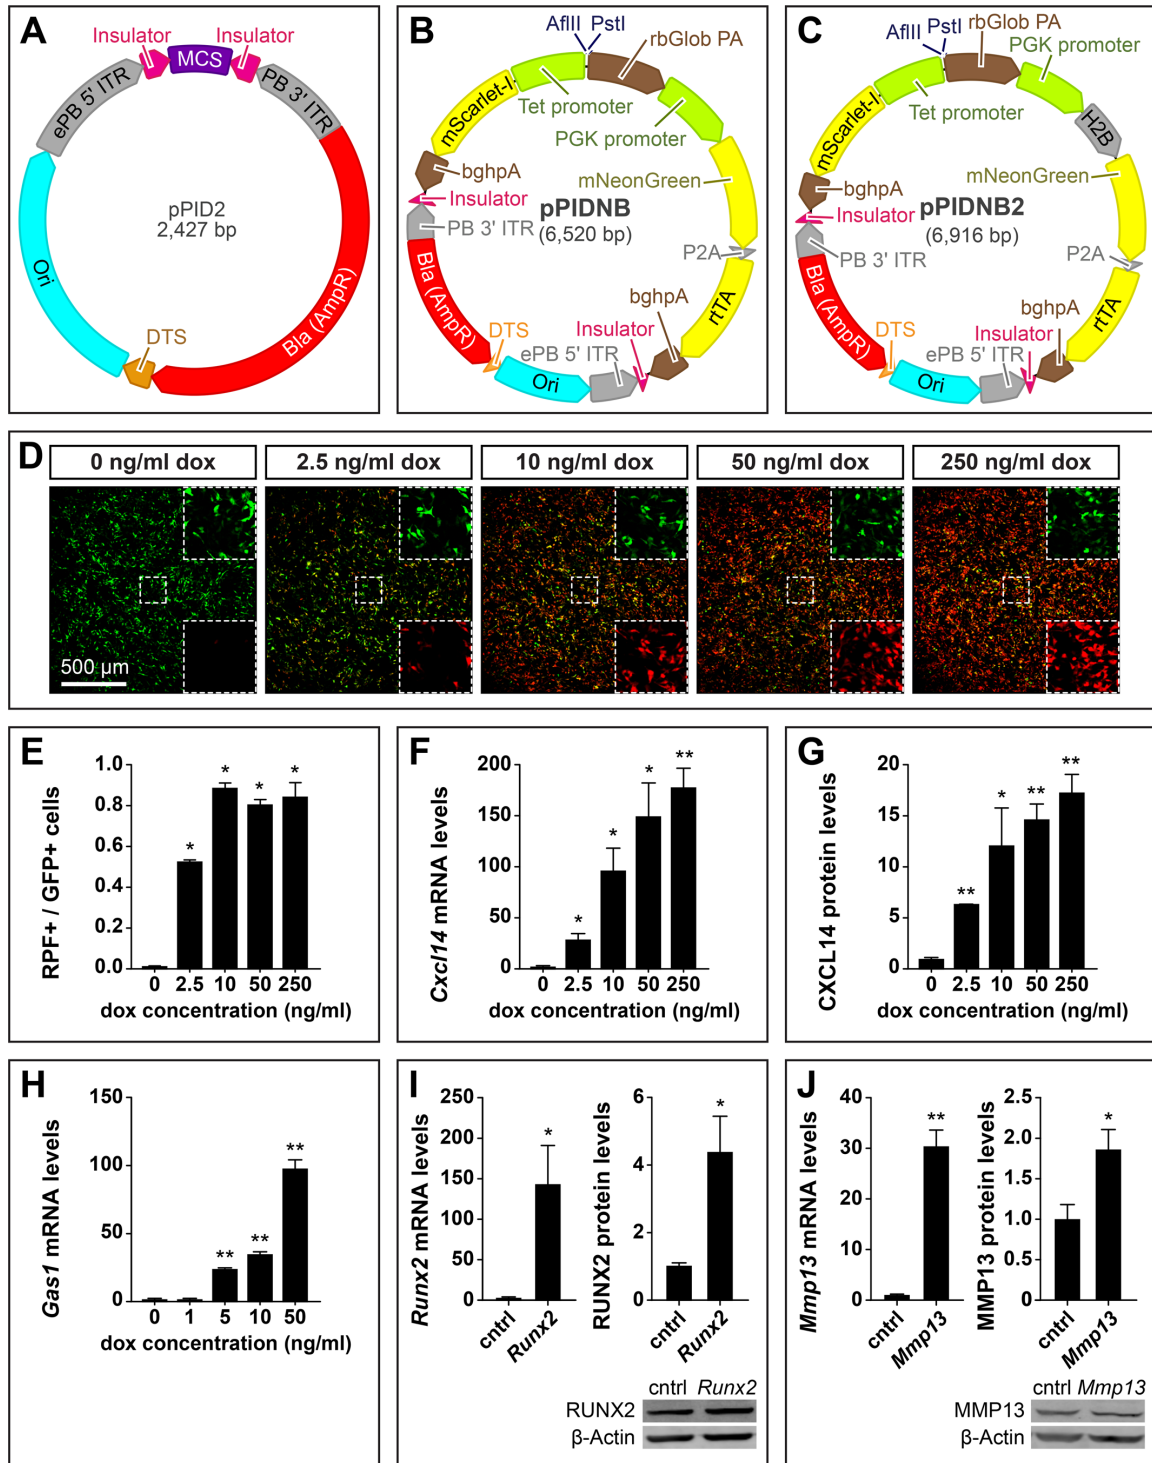 A
Insulator
Insulator
MCS
ePB 5' ITR
PB 3' ITR
pPID2
2,427 bp
Ori
Bla (AmpR)
DTS
B
AflII
PstI
rbGlob PA
mScarlet-I
Tet promoter
PGK promoter
bghpA
mNeonGreen
Insulator
pPIDNB
(6,520 bp)
PB 3' ITR
P2A
Bla (AmpR)
bghpA
rtTA
Insulator
DTS
ePB 5' ITR
Ori
C
AflII
PstI
rbGlob PA
PGK promoter
mScarlet-I
Tet promoter
H2B
bghpA
mNeonGreen
Insulator
pPIDNB2
(6,916 bp)
PB 3' ITR
P2A
Bla (AmpR)
bghpA
rtTA
Insulator
DTS
ePB 5' ITR
Ori
D
0 ng/ml dox
2.5 ng/ml dox
10 ng/ml dox
50 ng/ml dox
250 ng/ml dox
500 µm
E
RPF+ / GFP+ cells
1.0
0.8
0.6
0.4
0.2
0.0
*
*
*
*
0 2.5 10 50 250
dox concentration (ng/ml)
F
Cxcl14 mRNA levels
200
150
100
50
0
*
*
*
**
0 2.5 10 50 250
dox concentration (ng/ml)
G
CXCL14 protein levels
20
15
10
5
0
**
*
**
**
0 2.5 10 50 250
dox concentration (ng/ml)
H
Gas1 mRNA levels
150
100
50
0
**
**
**
0 1 5 10 50
dox concentration (ng/ml)
I
Runx2 mRNA levels
250
200
150
100
50
0
*
cntrl
Runx2
RUNX2 protein levels
6
4
2
0
*
cntrl
Runx2
cntrl Runx2
RUNX2
β-Actin
J
Mmp13 mRNA levels
40
30
20
10
0
**
cntrl
Mmp13
MMP13 protein levels
2.5
2.0
1.5
1.0
0.5
0.0
*
cntrl
Mmp13
cntrl Mmp13
MMP13
β-Actin